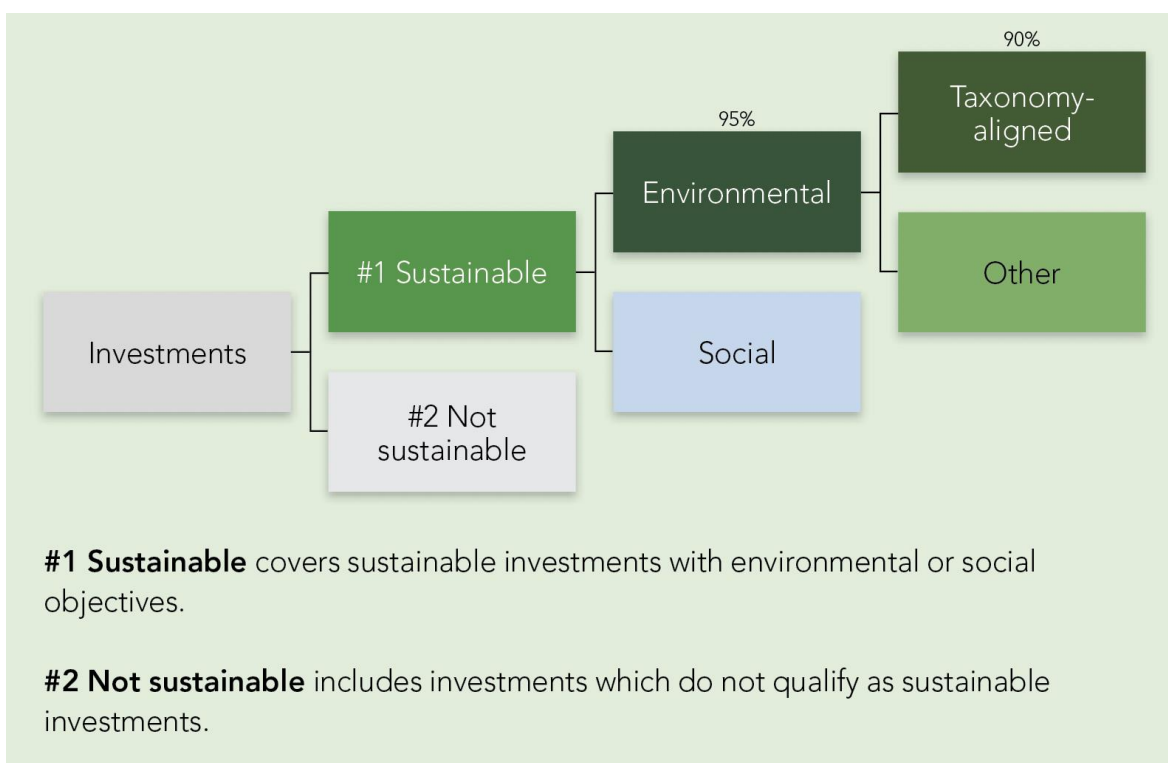 90%
Taxonomy-
aligned
95%
Environmental
#1 Sustainable
Other
Investments
Social
#2 Not
sustainable
#1 Sustainable covers sustainable investments with environmental or social
objectives.
#2 Not sustainable includes investments which do not qualify as sustainable
investments.